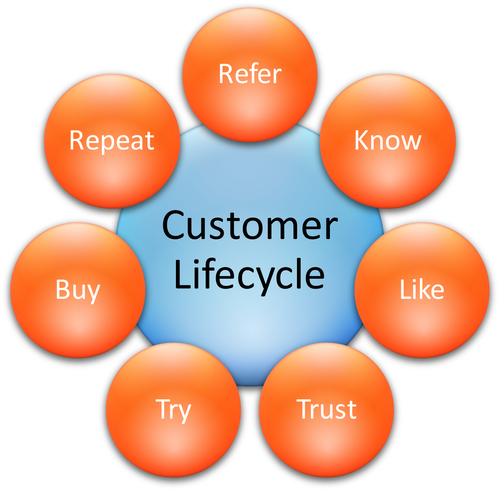 Refer
Repeat
Know
Customer
Lifecycle
Buy
Like
Try
Trust